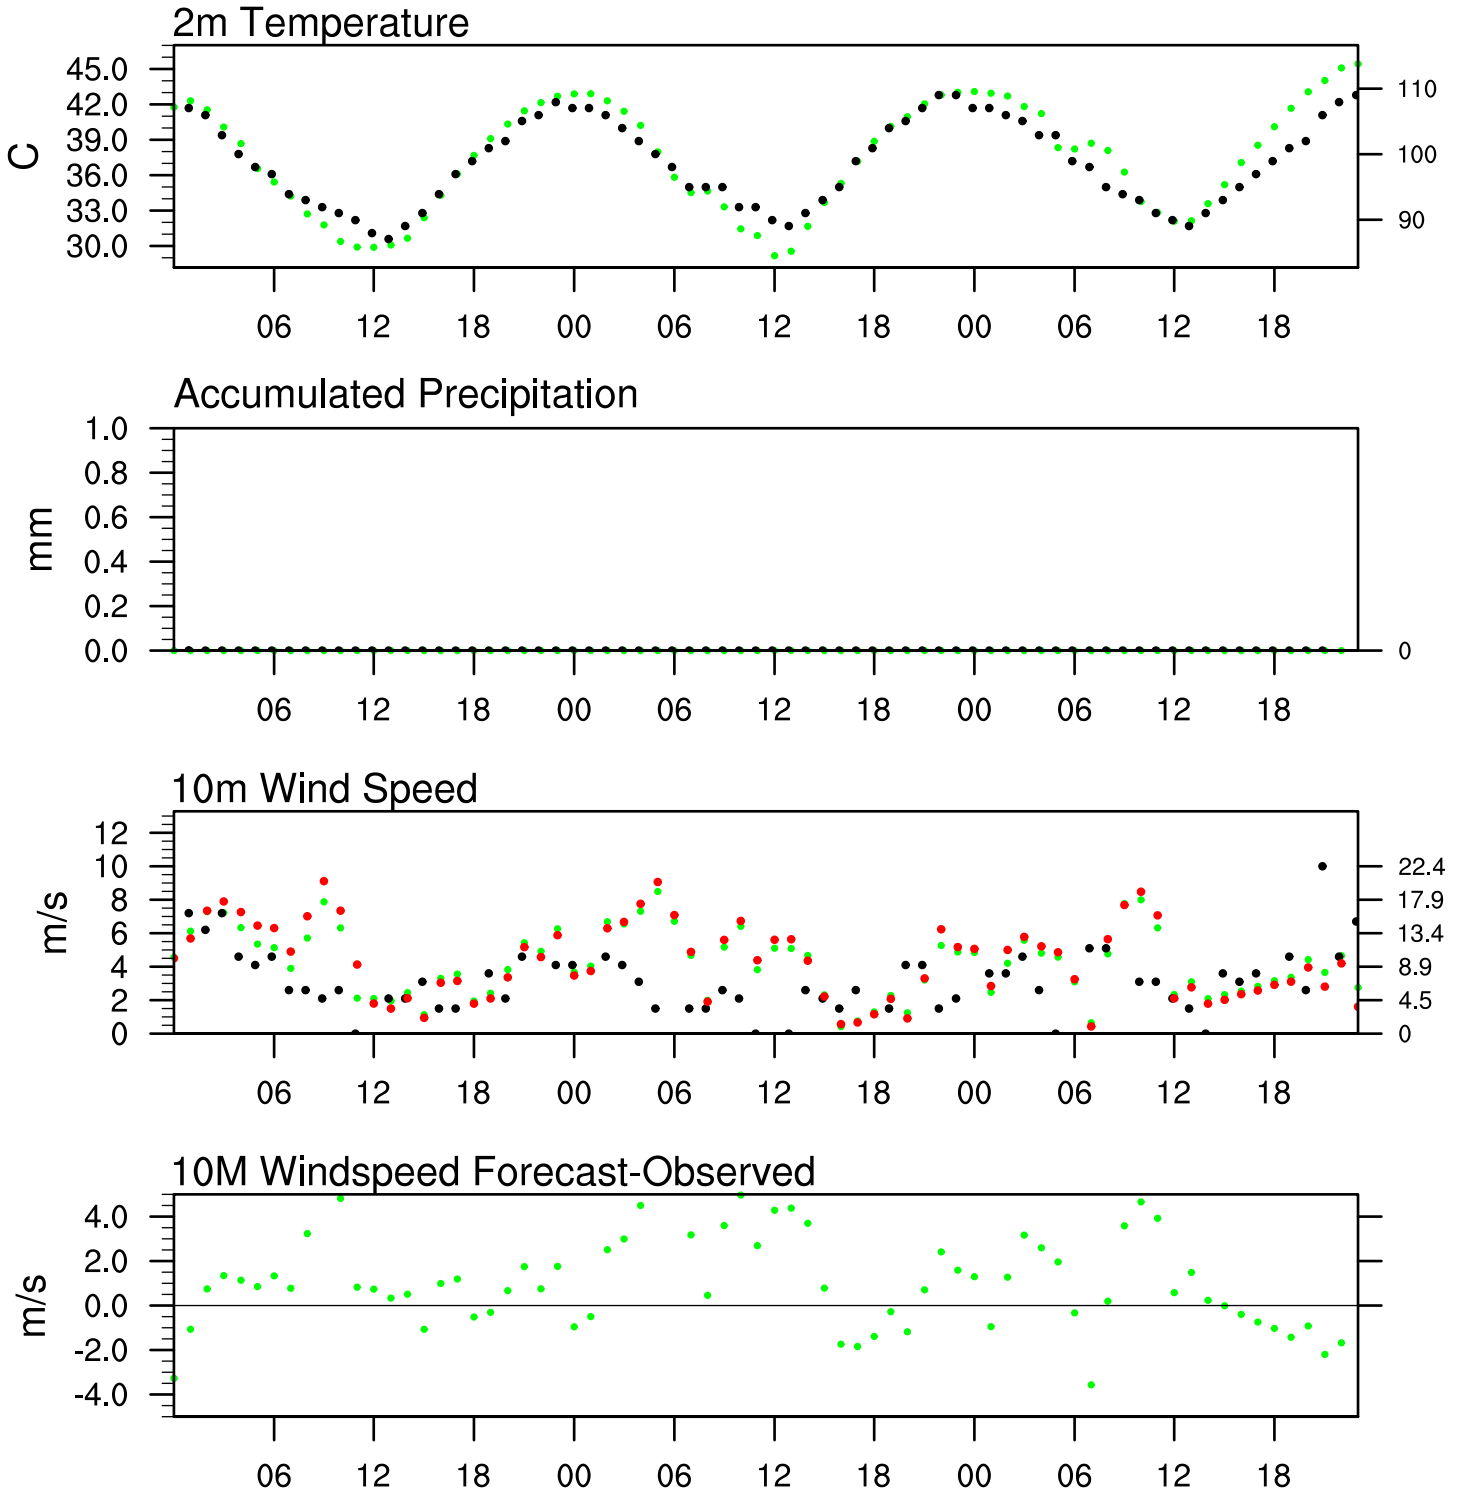 2m Temperature
45.0
42.0
39.0
36.0
33.0
30.0
C
110
100
90
06 12 18 00 06 12 18 00 06 12 18
Accumulated Precipitation
1.0
0.8
0.6
0.4
0.2
0.0
mm
0
06 12 18 00 06 12 18 00 06 12 18
10m Wind Speed
12
10
8
6
4
2
0
m/s
22.4
17.9
13.4
8.9
4.5
0
06 12 18 00 06 12 18 00 06 12 18
10M Windspeed Forecast-Observed
4.0
2.0
0.0
-2.0
-4.0
m/s
06 12 18 00 06 12 18 00 06 12 18